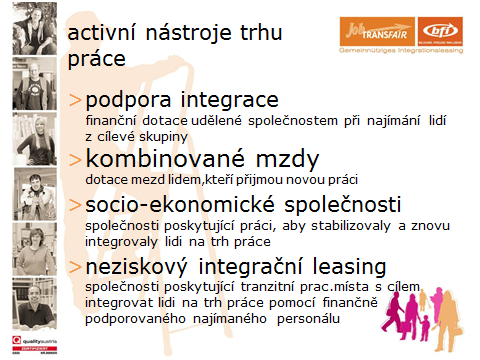 activní nástroje trhu
práce
Job
TRANSFAIR
bfi
Gemeinnütziges Integrationsleasing
> podpora integrace
finanční dotace udělené společnostem při najímání lidí
z cílevé skupiny
> kombinované mzdy
dotace mezd lidem,kteří přijmou novou práci
> socio-ekonomické společnosti
společnosti poskytující práci, aby stabilizovaly a znovu
integrovaly lidi na trh práce
> neziskový integrační leasing
společnosti poskytující tranzitní prac.místa s cílem
integrovat lidi na trh práce pomocí finančně
podporovaného najímaného personálu
qualityaustria